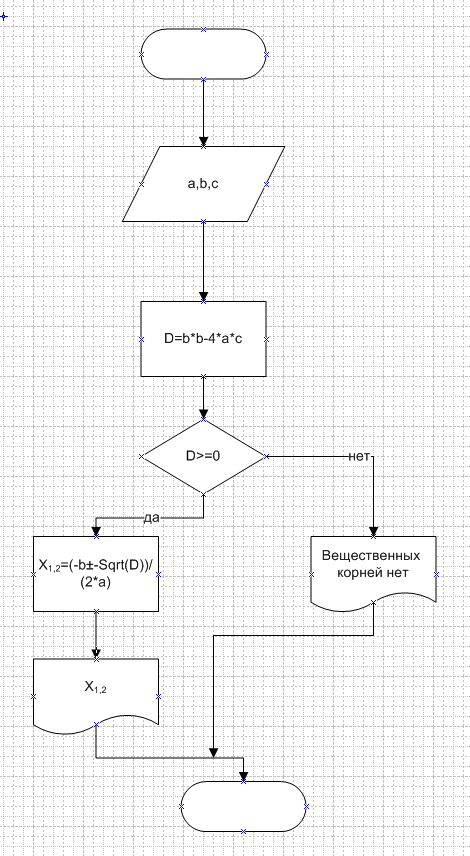 a,b,c
D=b*b-4*a*c
D>=0
нет
да
X1,2=(-b±-Sqrt(D))/
(2*a)
Вещественных
корней нет
X1,2